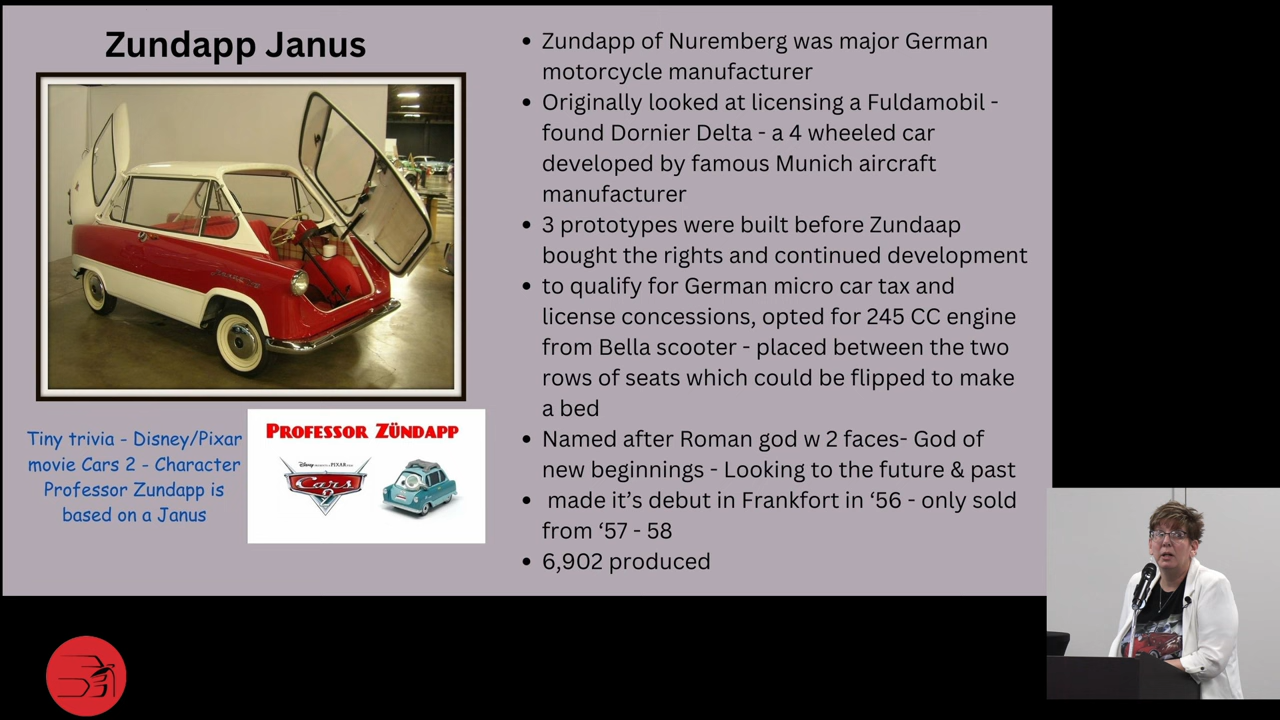 Zundapp Janus
Tiny trivia - Disney/Pixar
movie Cars 2 - Character
Professor Zundapp is
based on a Janus
PROFESSOR ZÜNDAPP
Cars
2
• Zundapp of Nuremberg was major German
motorcycle manufacturer
• Originally looked at licensing a Fuldamobil -
found Dornier Delta - a 4 wheeled car
developed by famous Munich aircraft
manufacturer
• 3 prototypes were built before Zundaap
bought the rights and continued development
• to qualify for German micro car tax and
license concessions, opted for 245 CC engine
from Bella scooter - placed between the two
rows of seats which could be flipped to make
a bed
• Named after Roman god w 2 faces- God of
new beginnings - Looking to the future & past
• made it’s debut in Frankfort in ‘56 - only sold
from ‘57 - 58
• 6,902 produced